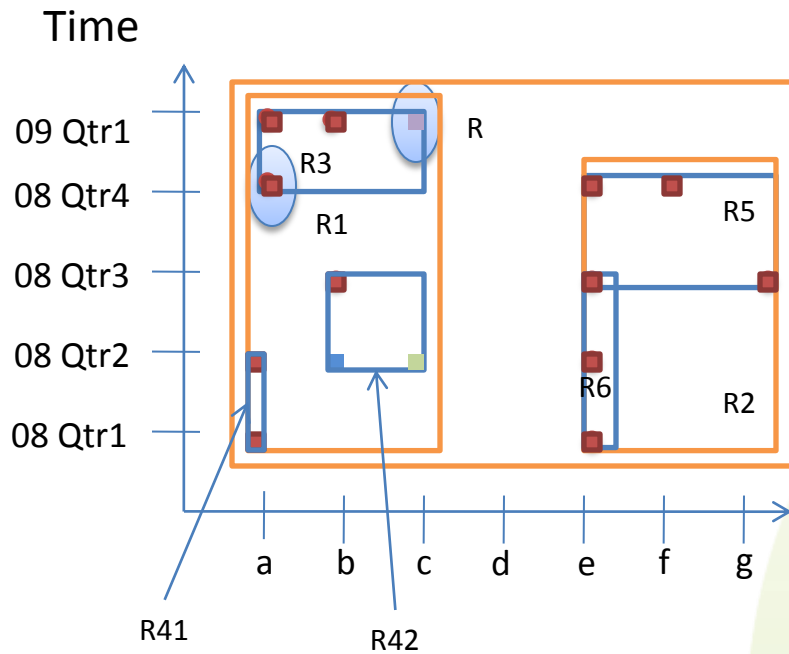 Time
09 Qtr1
R
R3
08 Qtr4
R5
R1
08 Qtr3
08 Qtr2
R6
R2
08 Qtr1
a b c d e f g
R41
R42